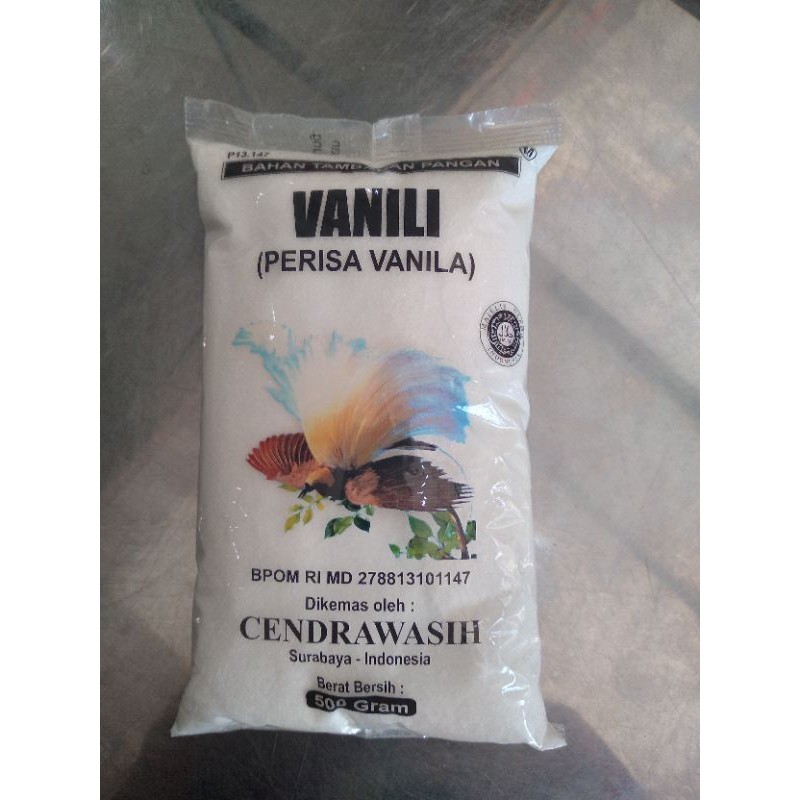 P13.147
BAHAN TAMBAHAN PANGAN
M
VANILI
(PERISA VANILA)
BPOM RI MD 278813101147
Dikemas oleh :
CENDRAWASIH
Surabaya - Indonesia
Berat Bersih :
500 Gram